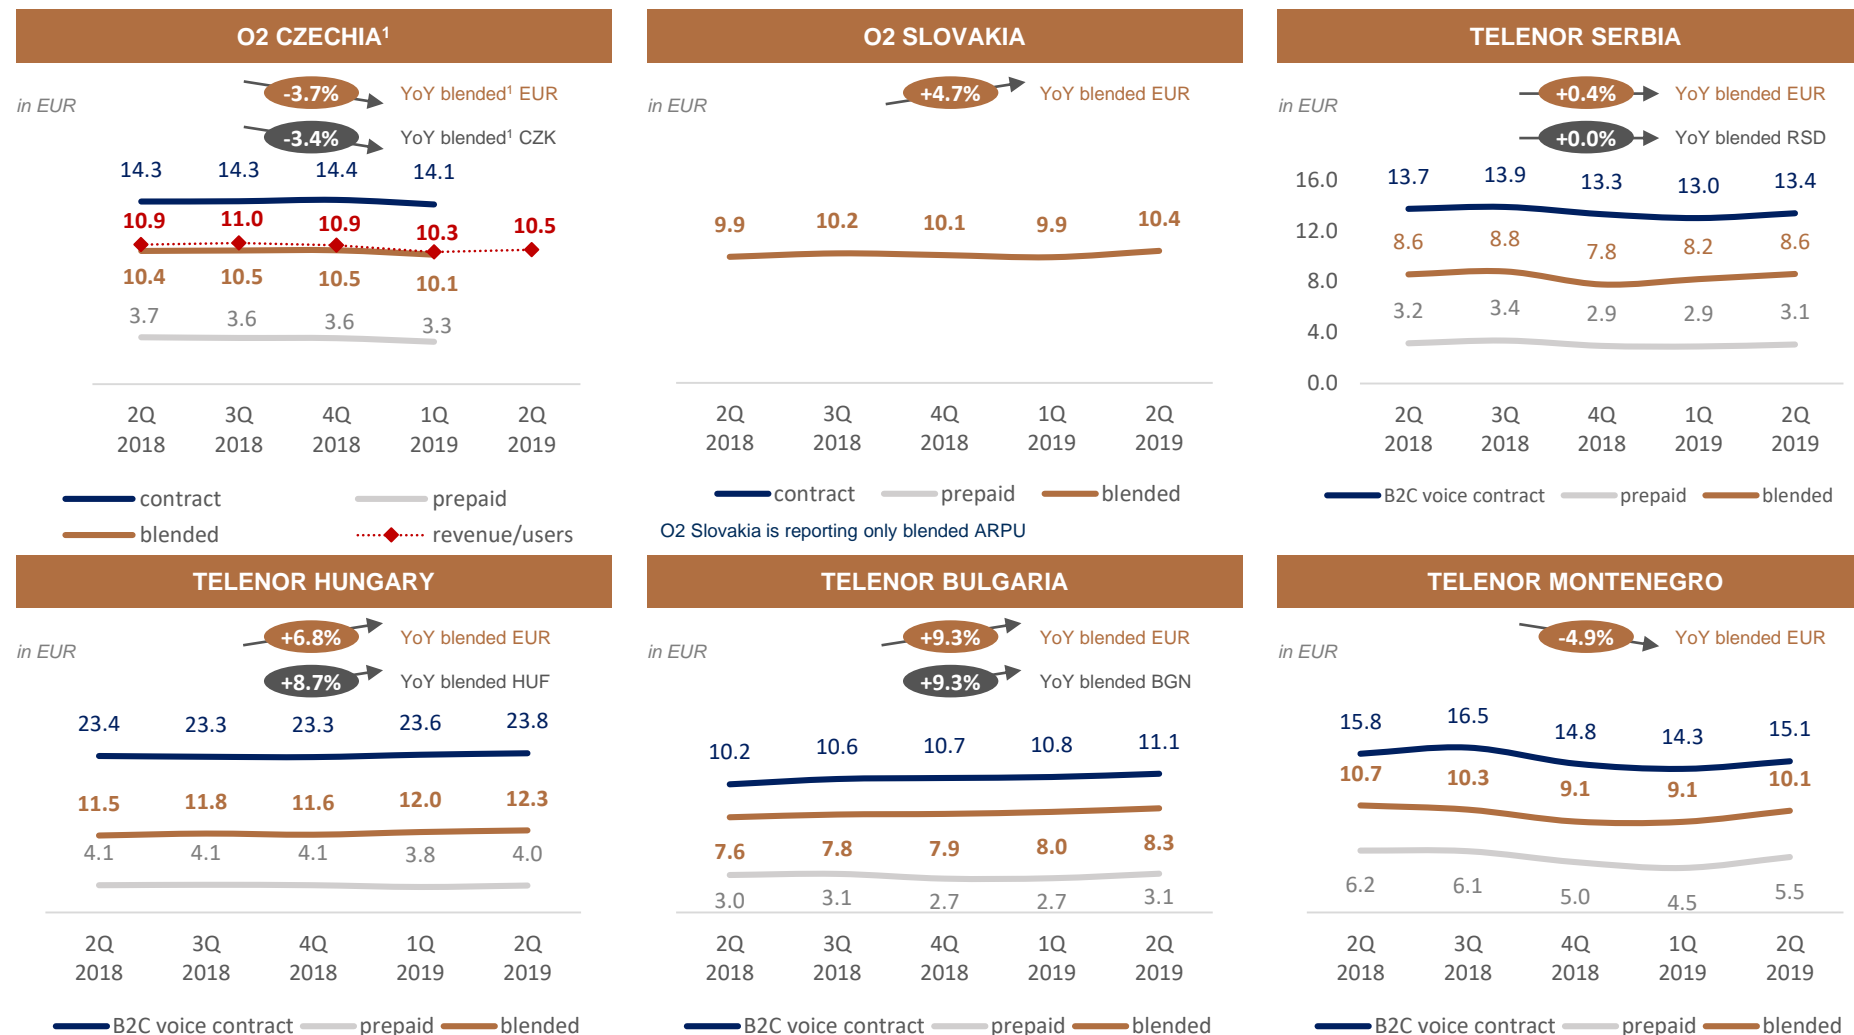 O2 CZECHIA¹
in EUR
-3.7% YoY blended¹ EUR
-3.4% YoY blended¹ CZK
14.3 14.3 14.4 14.1
10.9 11.0 10.9 10.3 10.5
10.4 10.5 10.5 10.1
3.7 3.6 3.6 3.3
2Q 3Q 4Q 1Q 2Q
2018 2018 2018 2019 2019
contract prepaid
blended revenue/users
O2 SLOVAKIA
in EUR
+4.7% YoY blended EUR
9.9 10.2 10.1 9.9 10.4
2Q 3Q 4Q 1Q 2Q
2018 2018 2018 2019 2019
contract prepaid blended
O2 Slovakia is reporting only blended ARPU
TELENOR SERBIA
in EUR
+0.4% YoY blended EUR
+0.0% YoY blended RSD
16.0
12.0
8.0
4.0
0.0
13.7 13.9 13.3 13.0 13.4
8.6 8.8 7.8 8.2 8.6
3.2 3.4 2.9 2.9 3.1
2Q 3Q 4Q 1Q 2Q
2018 2018 2018 2019 2019
B2C voice contract prepaid blended
TELENOR HUNGARY
in EUR
+6.8% YoY blended EUR
+8.7% YoY blended HUF
23.4 23.3 23.3 23.6 23.8
11.5 11.8 11.6 12.0 12.3
4.1 4.1 4.1 3.8 4.0
2Q 3Q 4Q 1Q 2Q
2018 2018 2018 2019 2019
B2C voice contract prepaid blended
TELENOR BULGARIA
in EUR
+9.3% YoY blended EUR
+9.3% YoY blended BGN
10.2 10.6 10.7 10.8 11.1
7.6 7.8 7.9 8.0 8.3
3.0 3.1 2.7 2.7 3.1
2Q 3Q 4Q 1Q 2Q
2018 2018 2018 2019 2019
B2C voice contract prepaid blended
TELENOR MONTENEGRO
in EUR
-4.9% YoY blended EUR
15.8 16.5 14.8 14.3 15.1
10.7 10.3 9.1 9.1 10.1
6.2 6.1 5.0 4.5 5.5
2Q 3Q 4Q 1Q 2Q
2018 2018 2018 2019 2019
B2C voice contract prepaid blended